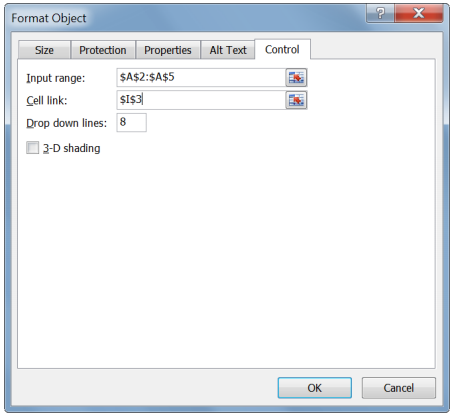 Format Object
?
Size Protection Properties Alt Text Control
Input range: $A$2:$A$5
Cell link: $I$3
Drop down lines: 8
3-D shading
OK Cancel